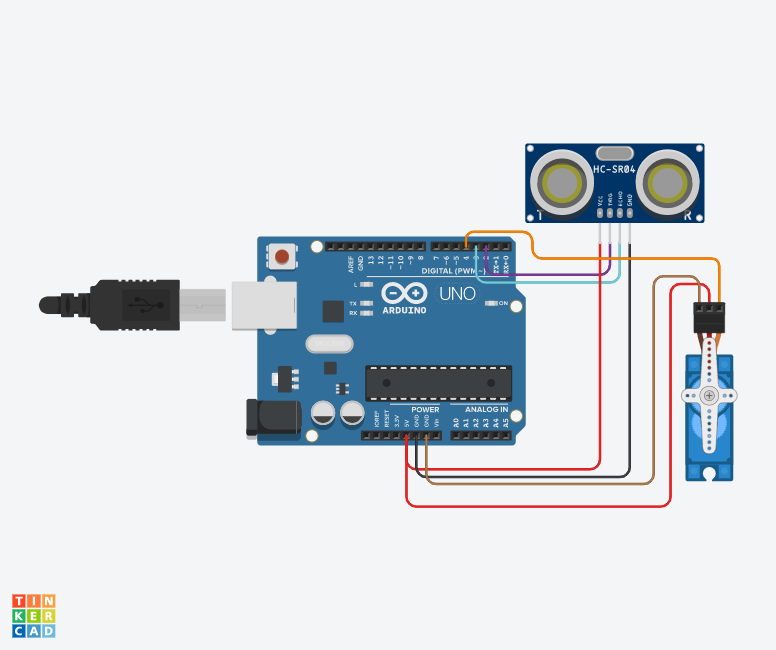 HC-SR04
VCC
TRIG
ECHO
GND
T
R
AREF
GND
13
12
~11
~10
~9
8
7
~6
~5
4
2
TX→1
RX←0
DIGITAL (PWM~)
L
TX
RX
ARDUINO
UNO
ON
POWER
ANALOG IN
IOREF
RESET
3.3V
5V
GND
GND
Vin
A0
A1
A2
A3
A4
A5
TIN
KER
CAD